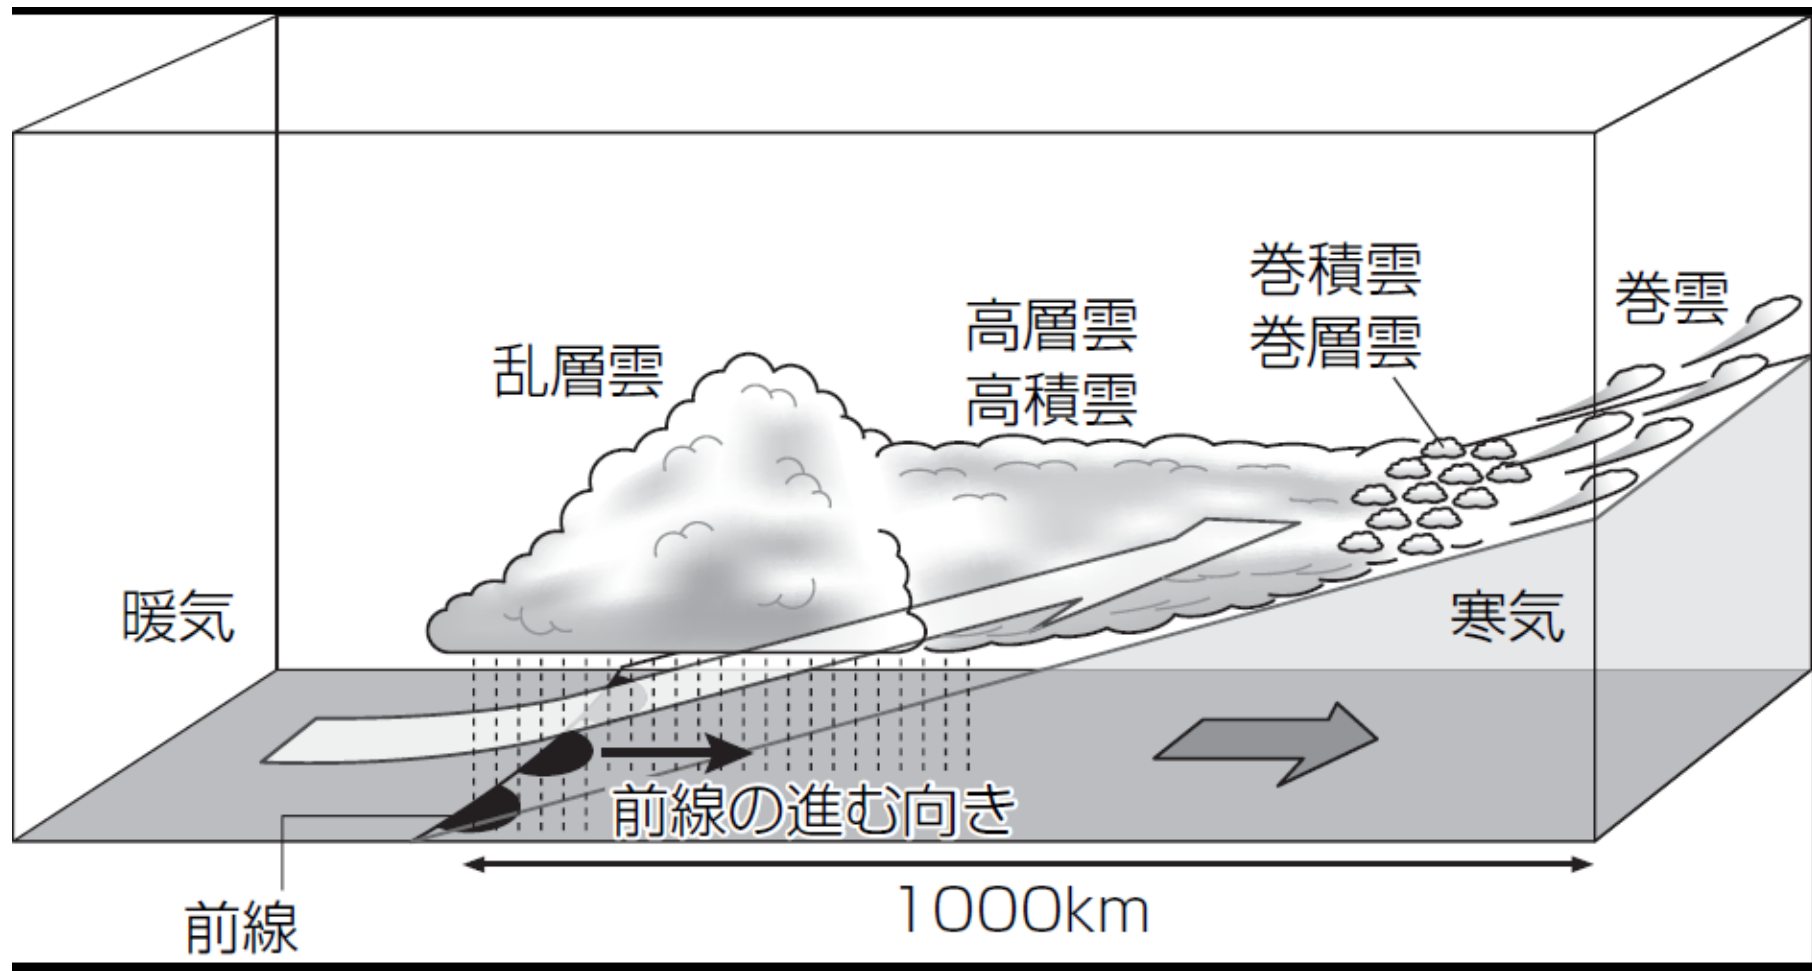 巻積雲
巻層雲
巻雲
高層雲
高積雲
乱層雲
暖気
寒気
前線の進む向き
前線
1000km